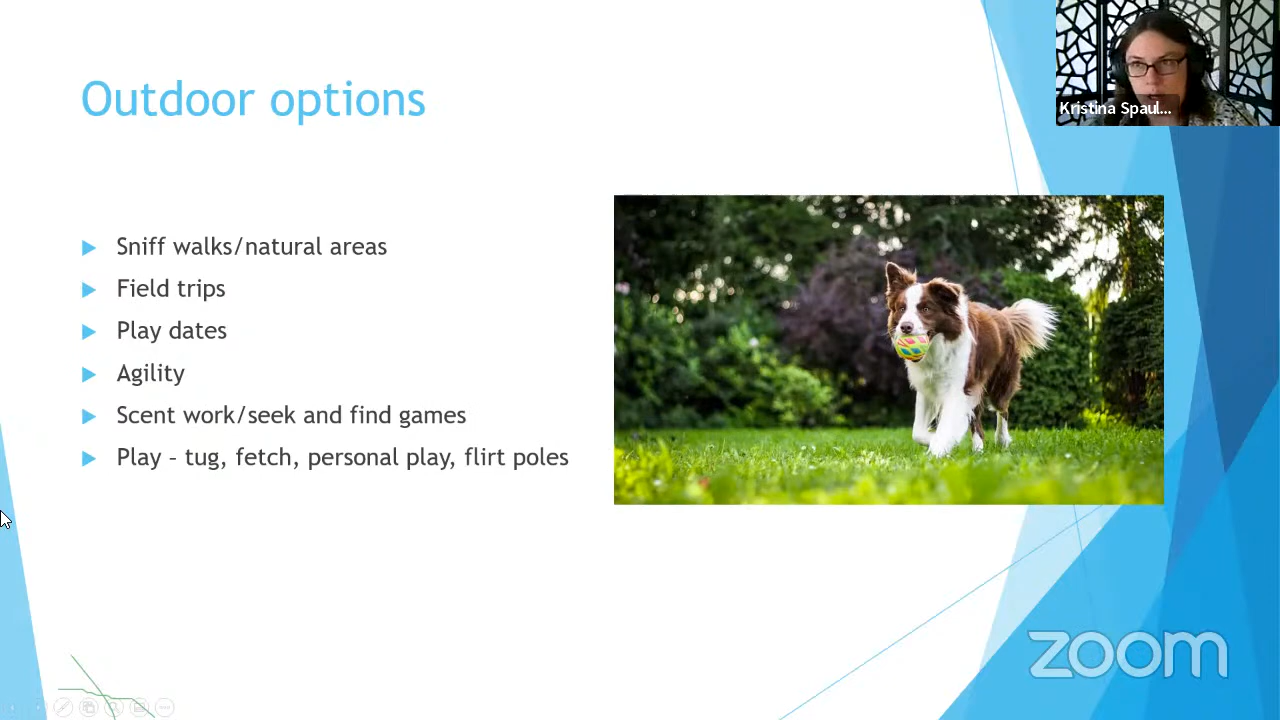 Outdoor options
Kristina Spaul...
Sniff walks/natural areas
Field trips
Play dates
Agility
Scent work/seek and find games
Play – tug, fetch, personal play, flirt poles
zoom